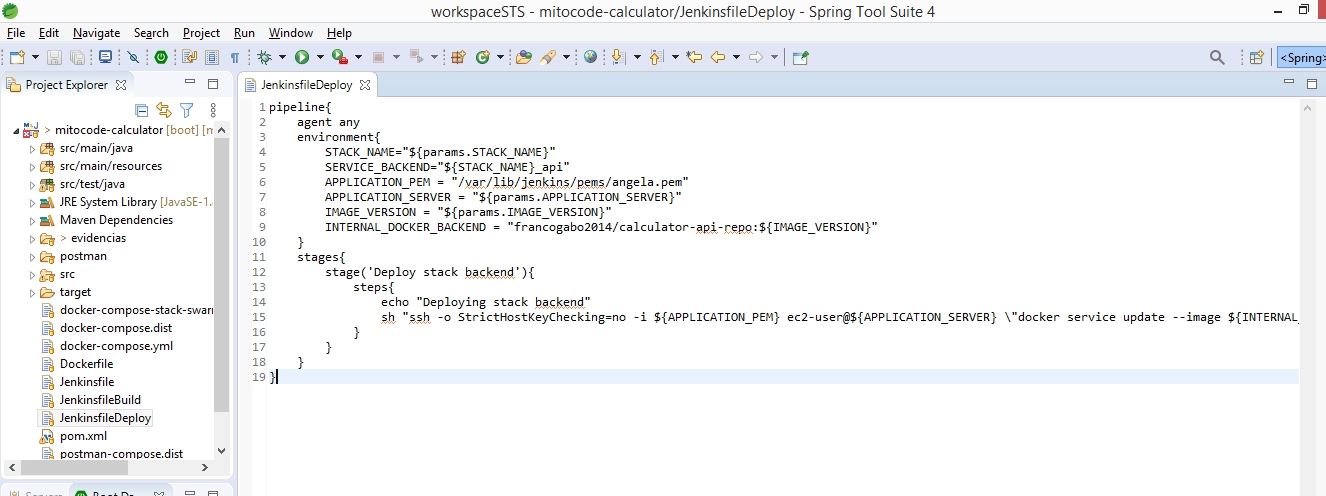 workspaceSTS - mitocode-calculator/JenkinsfileDeploy - Spring Tool Suite 4
File Edit Navigate Search Project Run Window Help
<Spring>
Project Explorer
> mitocode-calculator [boot] [m
src/main/java
src/main/resources
src/test/java
JRE System Library [JavaSE-1.
Maven Dependencies
> evidencias
postman
src
target
docker-compose-stack-swar
docker-compose.dist
docker-compose.yml
Dockerfile
Jenkinsfile
JenkinsfileBuild
JenkinsfileDeploy
pom.xml
postman-compose.dist
Servers
Boot Da
JenkinsfileDeploy
1 pipeline{
2 agent any
3 environment{
4 STACK_NAME="${params.STACK_NAME}"
5 SERVICE_BACKEND="${STACK_NAME}_api"
6 APPLICATION_PEM = "/var/lib/jenkins/pems/angela.pem"
7 APPLICATION_SERVER = "${params.APPLICATION_SERVER}"
8 IMAGE_VERSION = "${params.IMAGE_VERSION}"
9 INTERNAL_DOCKER_BACKEND = "francogabo2014/calculator-api-repo:${IMAGE_VERSION}"
10 }
11 stages{
12 stage('Deploy stack backend'){
13 steps{
14 echo "Deploying stack backend"
15 sh "ssh -o StrictHostKeyChecking=no -i ${APPLICATION_PEM} ec2-user@${APPLICATION_SERVER} \"docker service update --image ${INTERNAL_
16 }
17 }
18 }
19 }